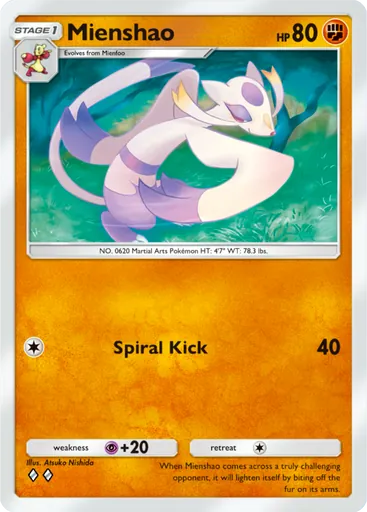 STAGE 1
Mienshao
HP 80
Evolves from Mienfoo
NO. 0620 Martial Arts Pokémon HT: 4'7" WT: 78.3 lbs.
Spiral Kick 40
weakness +20 retreat
Illus. Atsuko Nishida
When Mienshao comes across a truly challenging
opponent, it will lighten itself by biting off the
fur on its arms.